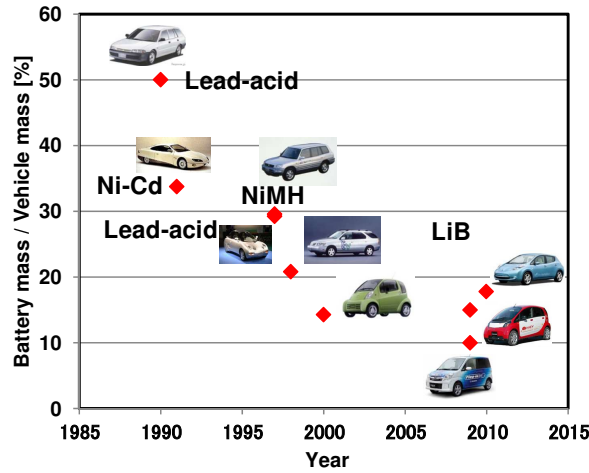 Battery mass / Vehicle mass [%]
60
50
40
30
20
10
0
Lead-acid
Ni-Cd
NiMH
Lead-acid
LiB
1985 1990 1995 2000 2005 2010 2015
Year